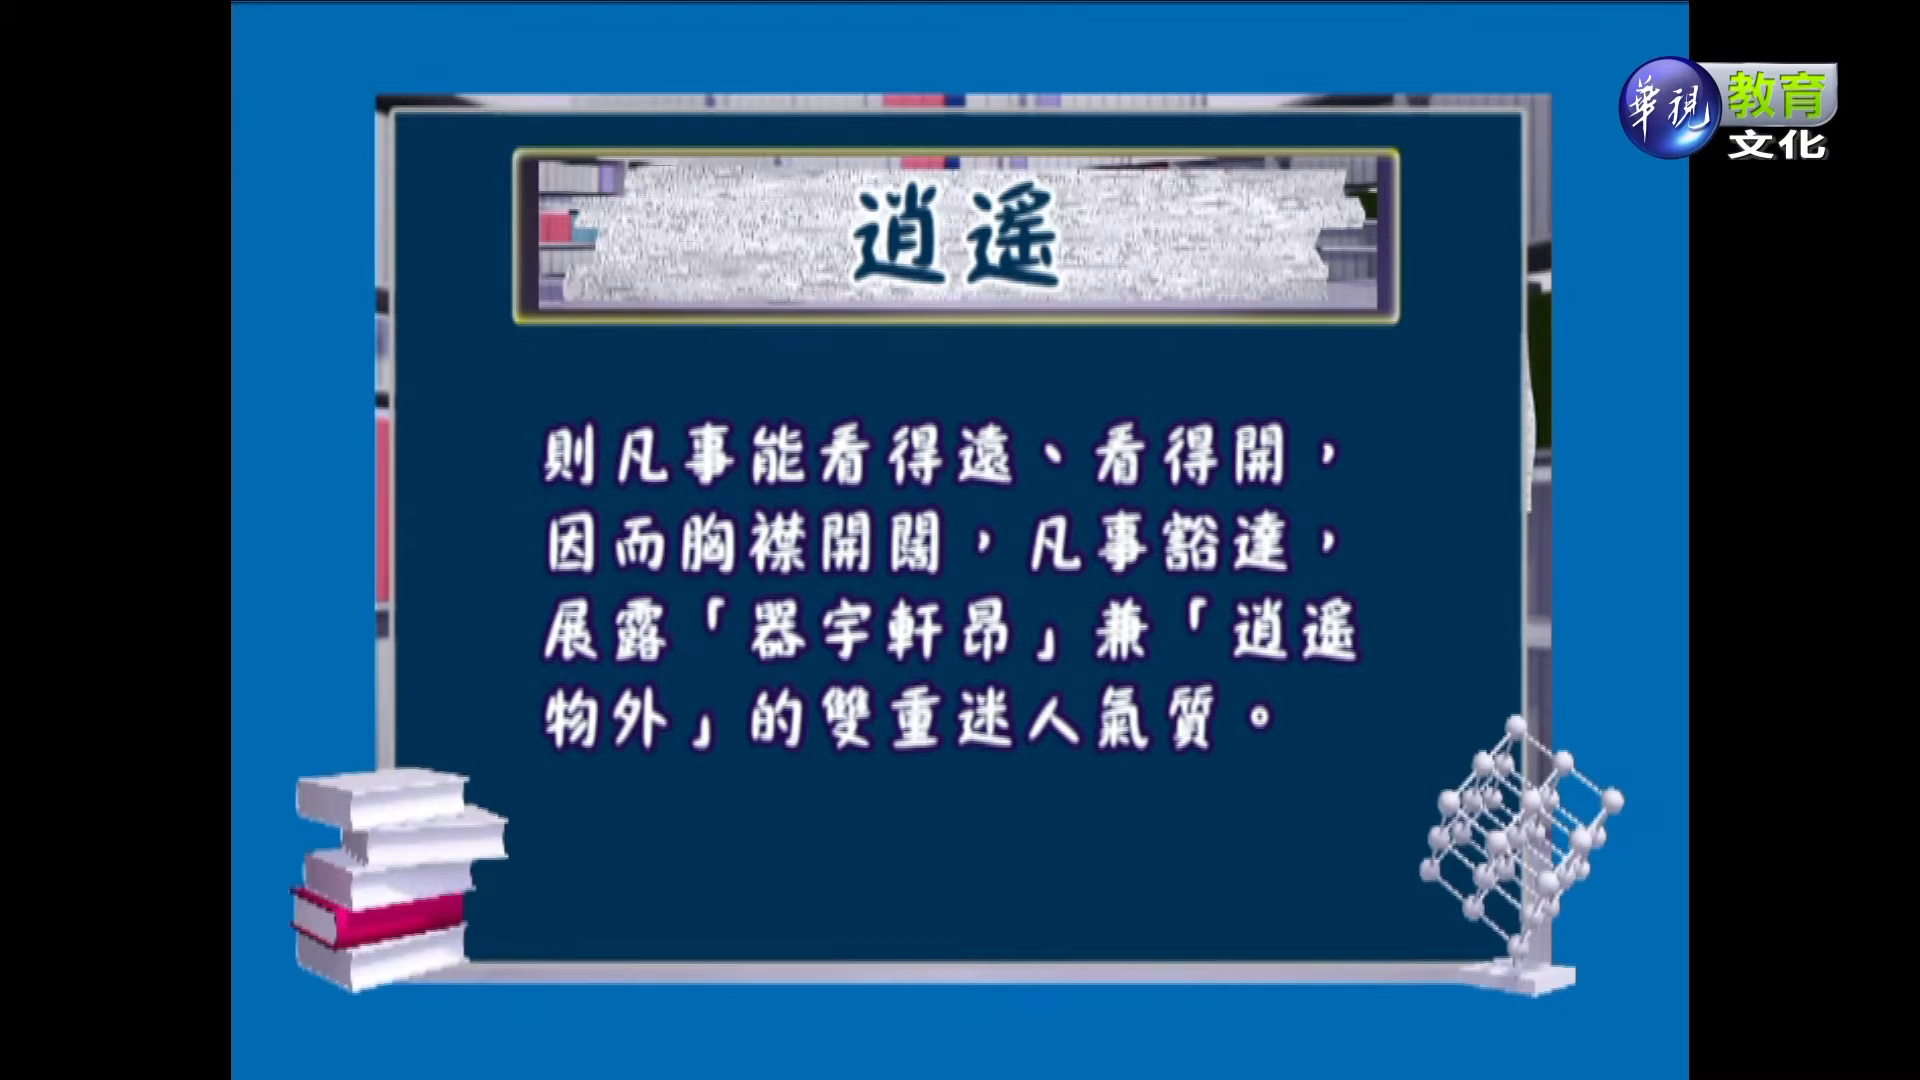 華視
教育
文化
逍遙
則凡事能看得遠、看得開，
因而胸襟開闊，凡事豁達，
展露「器宇軒昂」兼「逍遙
物外」的雙重迷人氣質。